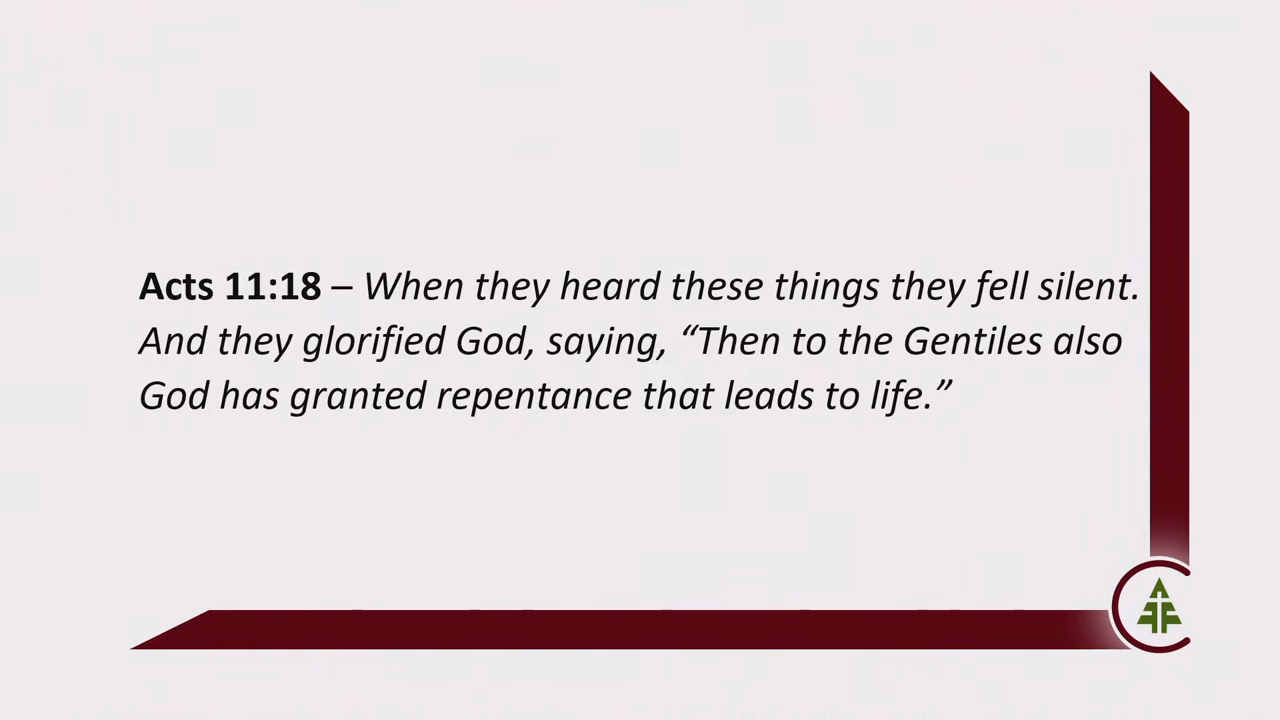 Acts 11:18 – When they heard these things they fell silent.
And they glorified God, saying, “Then to the Gentiles also
God has granted repentance that leads to life.”